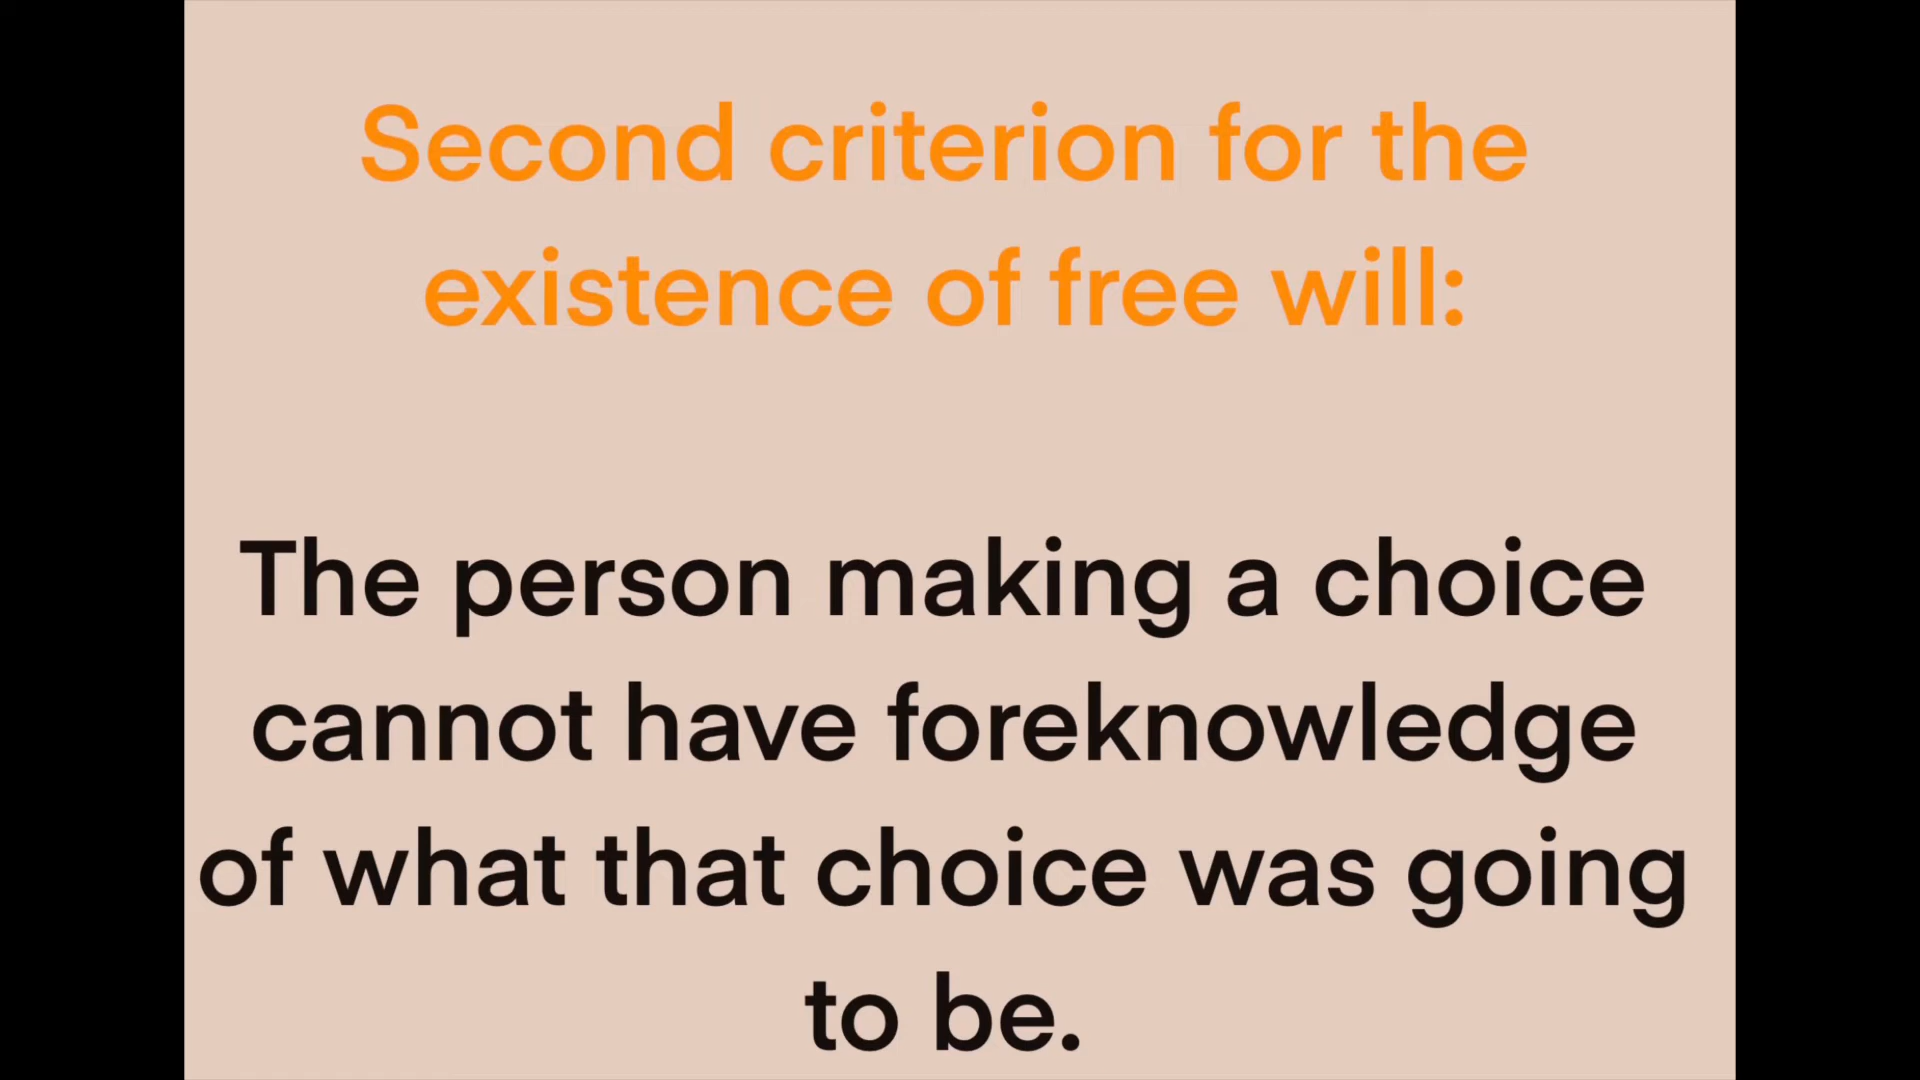 Second criterion for the
existence of free will:
The person making a choice
cannot have foreknowledge
of what that choice was going
to be.